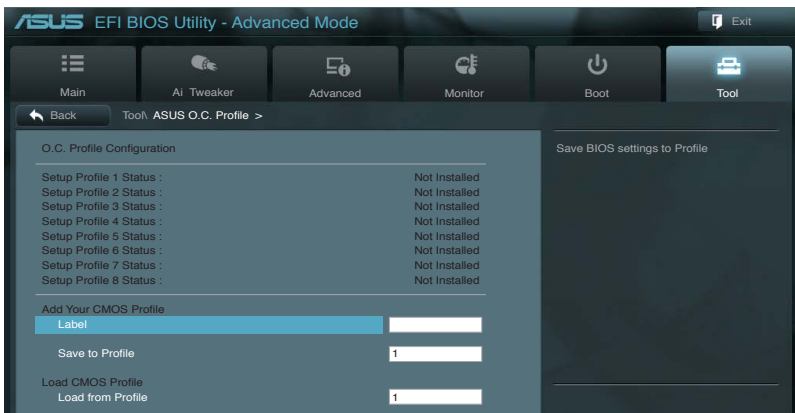 ASUS EFI BIOS Utility - Advanced Mode
Exit
Main
Ai Tweaker
Advanced
Monitor
Boot
Tool
Back
Tool\ ASUS O.C. Profile >
O.C. Profile Configuration
Save BIOS settings to Profile
Setup Profile 1 Status : Not Installed
Setup Profile 2 Status : Not Installed
Setup Profile 3 Status : Not Installed
Setup Profile 4 Status : Not Installed
Setup Profile 5 Status : Not Installed
Setup Profile 6 Status : Not Installed
Setup Profile 7 Status : Not Installed
Setup Profile 8 Status : Not Installed
Add Your CMOS Profile
Label
Save to Profile 1
Load CMOS Profile
Load from Profile 1